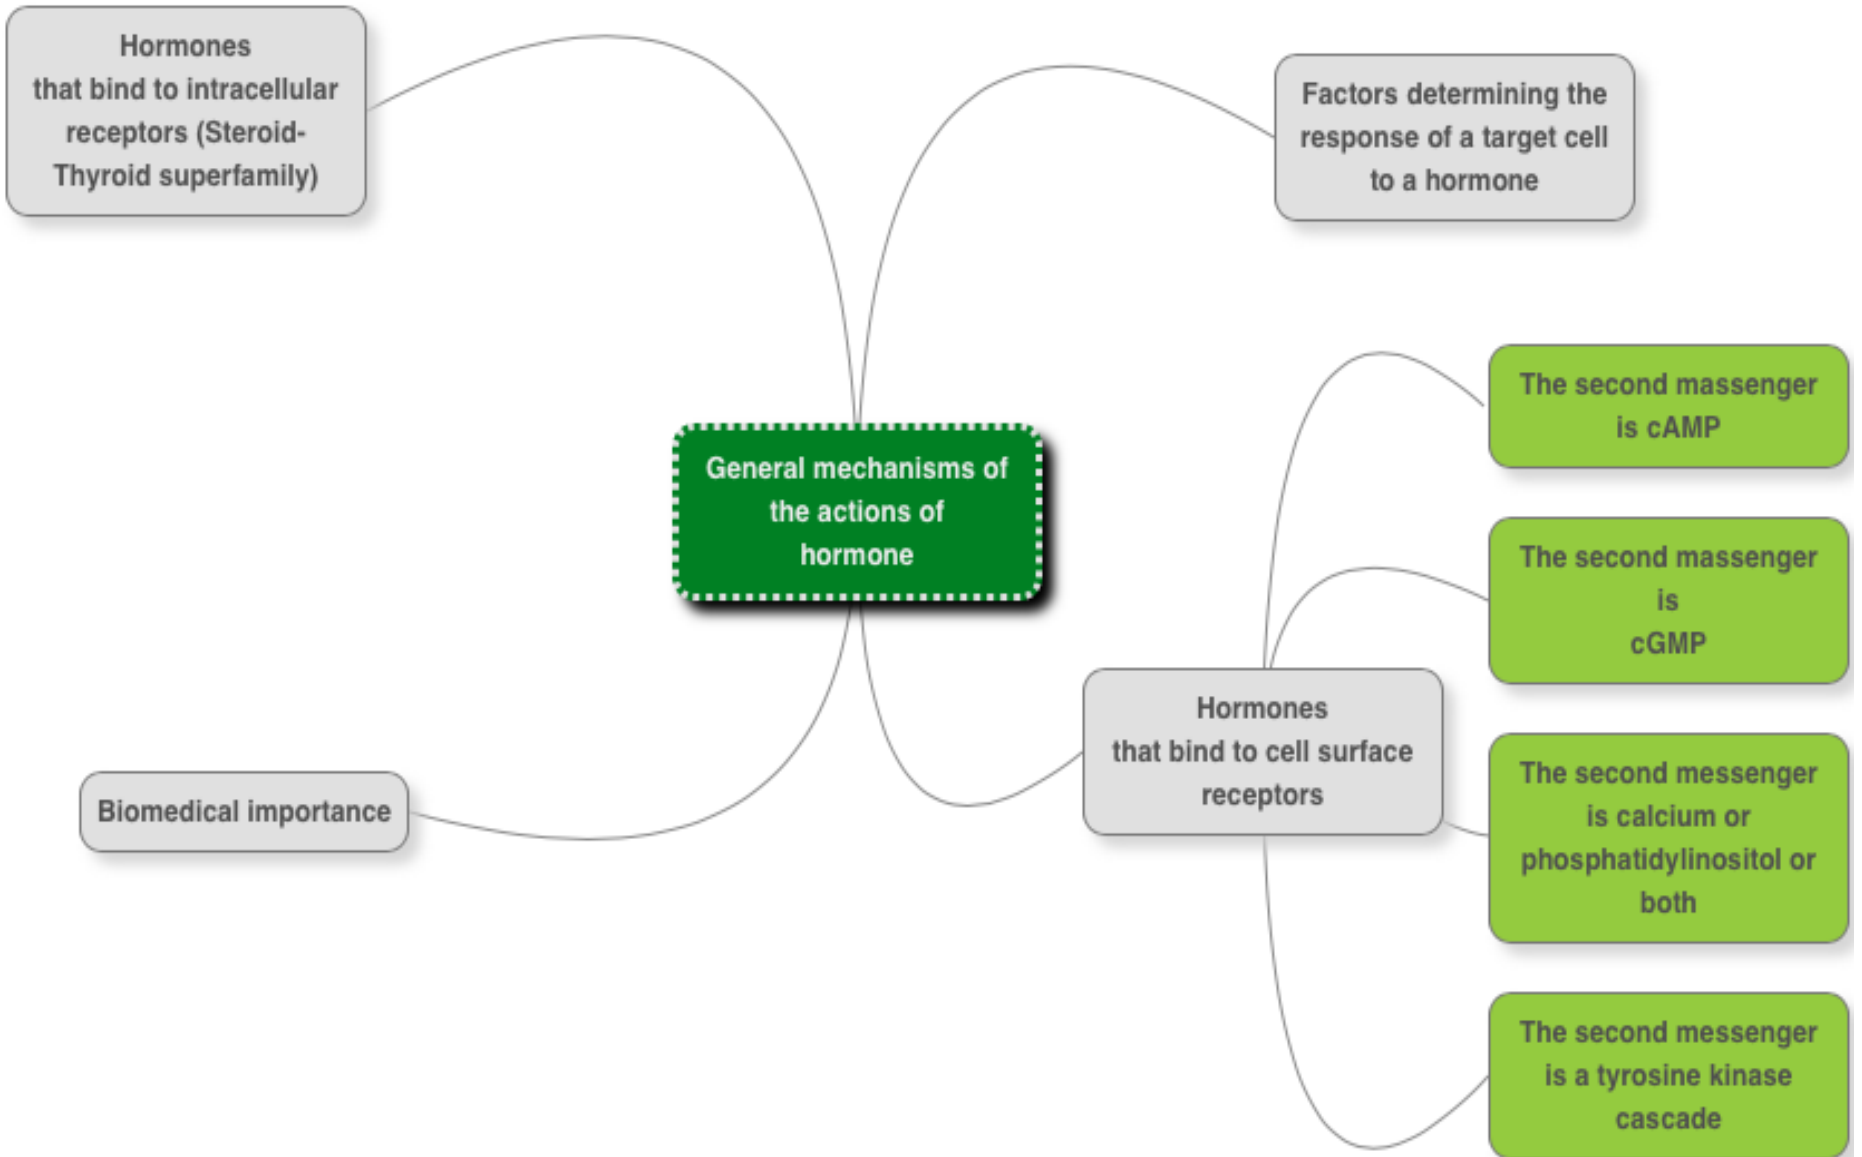 Hormones
that bind to intracellular
receptors (Steroid-
Thyroid superfamily)
Factors determining the
response of a target cell
to a hormone
The second massenger
is cAMP
General mechanisms of
the actions of
hormone
The second massenger
is
cGMP
Hormones
that bind to cell surface
receptors
The second messenger
is calcium or
phosphatidylinositol or
both
Biomedical importance
The second messenger
is a tyrosine kinase
cascade